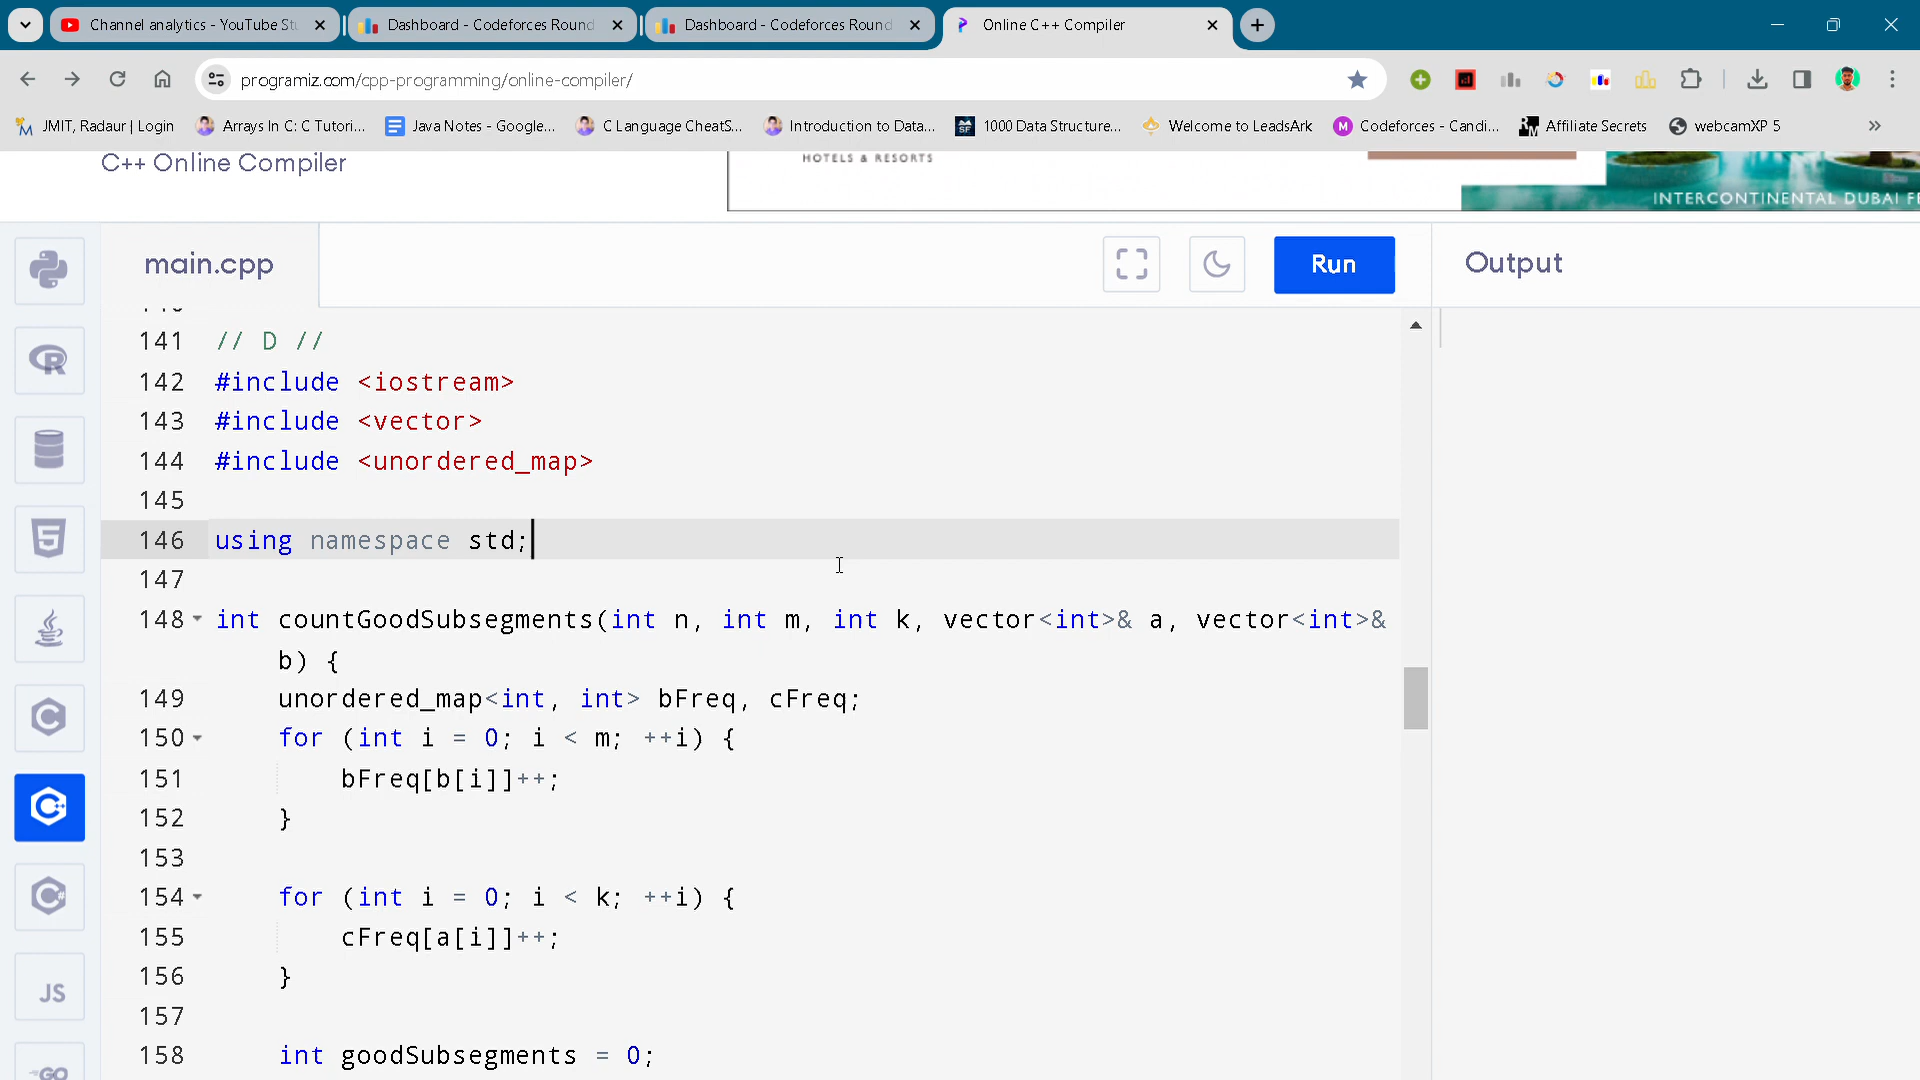 Channel analytics - YouTube Stu
Dashboard - Codeforces Round
Dashboard - Codeforces Round
Online C++ Compiler
programiz.com/cpp-programming/online-compiler/
JMIT, Radaur | Login
Arrays In C: C Tutori...
Java Notes - Google...
C Language CheatS...
Introduction to Data...
1000 Data Structure...
Welcome to LeadsArk
Codeforces - Candi...
Affiliate Secrets
webcamXP 5
C++ Online Compiler
HOTELS & RESORTS
INTERCONTINENTAL DUBAI FE
main.cpp
Run
Output
141 // D //
142 #include <iostream>
143 #include <vector>
144 #include <unordered_map>
145
146 using namespace std;
147
148 int countGoodSubsegments(int n, int m, int k, vector<int>& a, vector<int>&
b) {
149 unordered_map<int, int> bFreq, cFreq;
150 for (int i = 0; i < m; ++i) {
151 bFreq[b[i]]++;
152 }
153
154 for (int i = 0; i < k; ++i) {
155 cFreq[a[i]]++;
156 }
157
158 int goodSubsegments = 0;
JS
GO